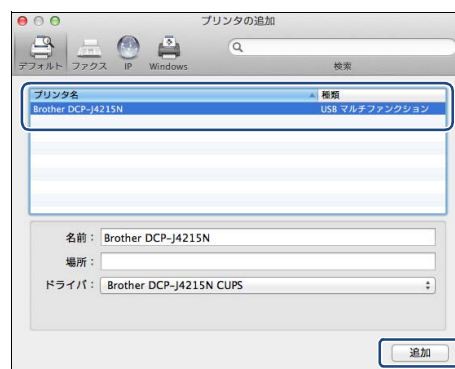 プリンタの追加
デフォルト ファクス IP Windows 検索
プリンタ名 種類
Brother DCP-J4215N USB マルチファンクション
名前： Brother DCP-J4215N
場所：
ドライバ： Brother DCP-J4215N CUPS
追加